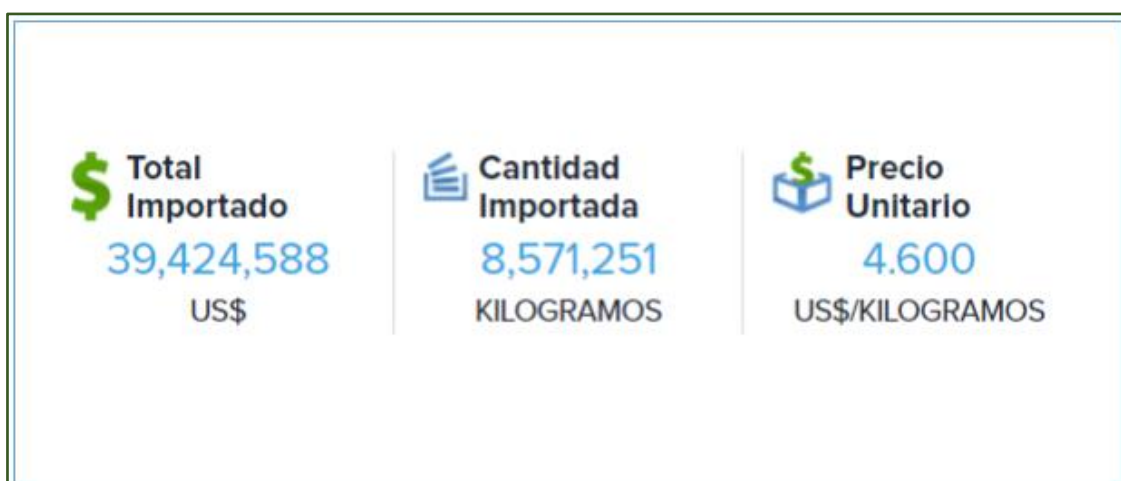 Total
Importado
39,424,588
US$
Cantidad
Importada
8,571,251
KILOGRAMOS
Precio
Unitario
4.600
US$/KILOGRAMOS